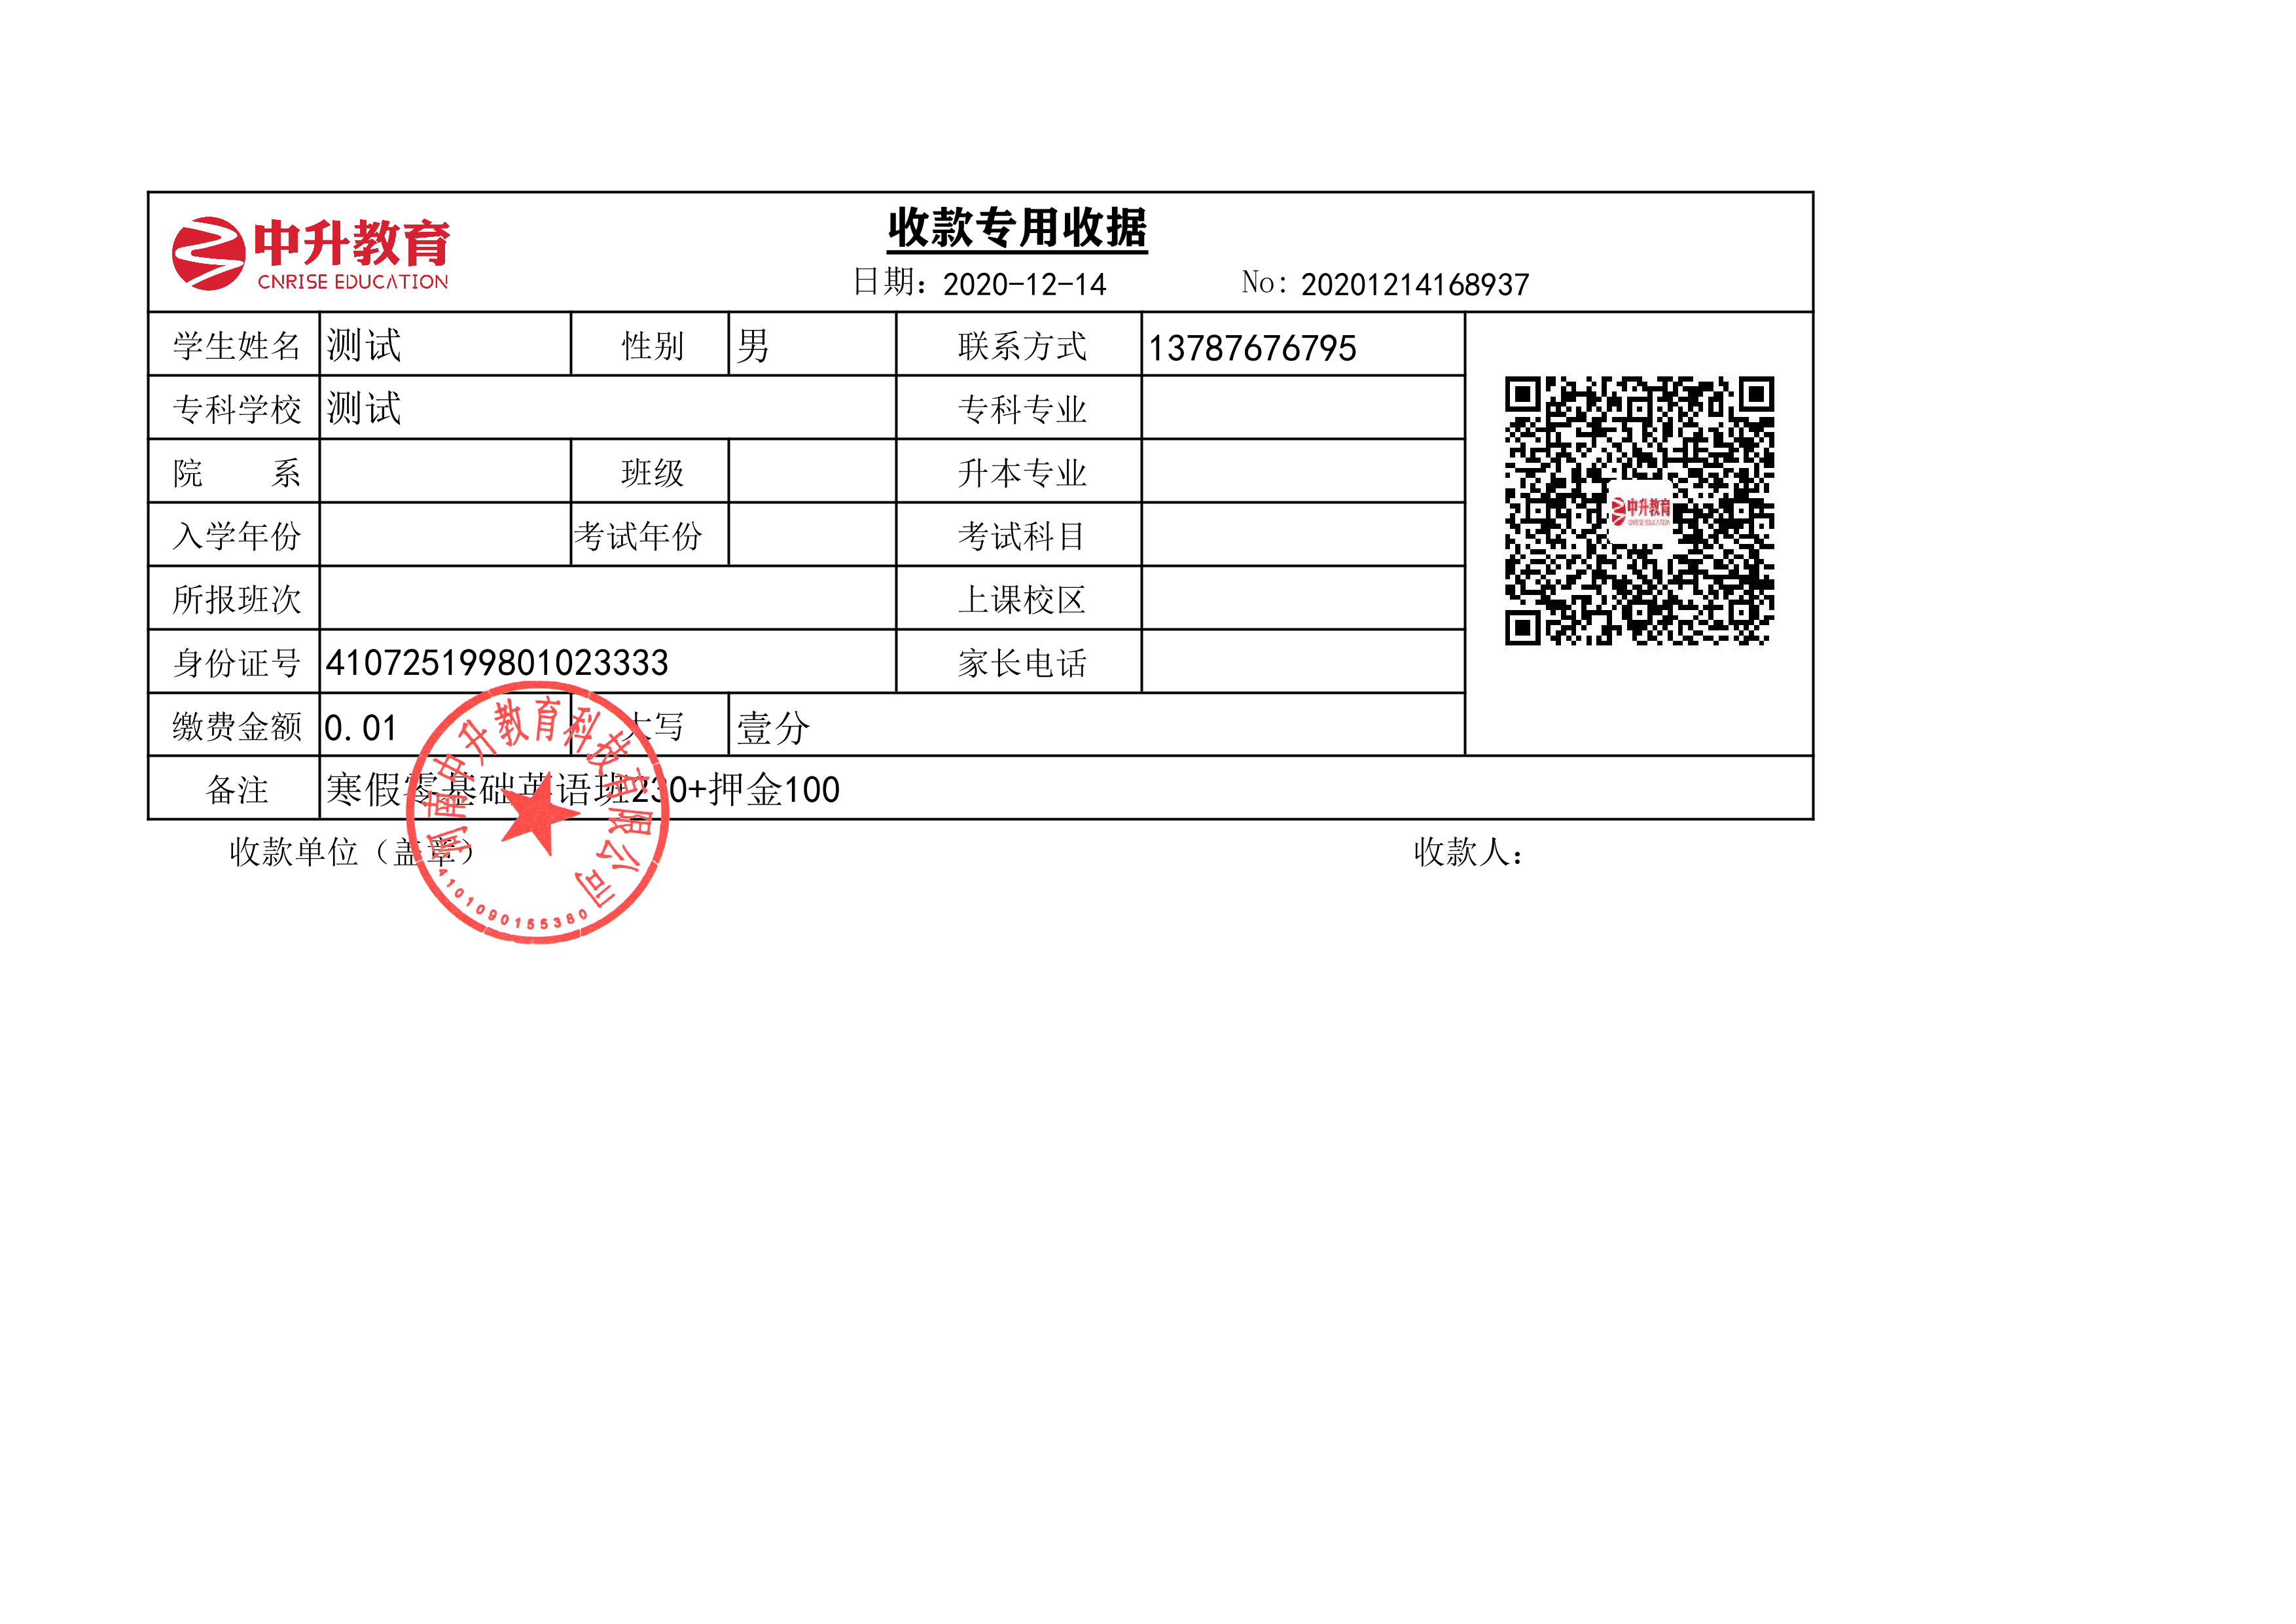 中升教育
CNRISE EDUCATION
收款专用收据
日期：2020-12-14 No：20201214168937
学生姓名 测试 性别 男 联系方式 13787676795
专科学校 测试 专科专业
院 系 班级 升本专业
入学年份 考试年份 考试科目
所报班次 上课校区
身份证号 410725199801023333 家长电话
缴费金额 0.01 大写 壹分
备注 寒假零基础英语班230+押金100
收款单位（盖章） 收款人：
河南中升教育科技有限公司
4101090155380
中升教育
CNRISE EDUCATION